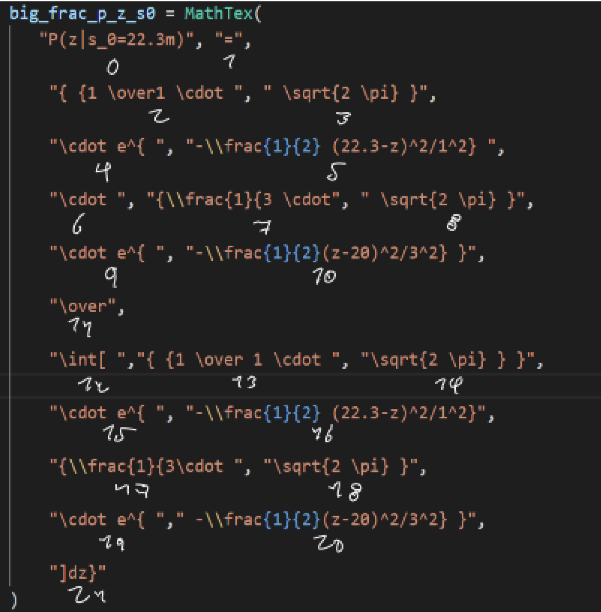 big_frac_p_z_s0 = MathTex(
"P(z|s_0=22.3m)", "=",
0 1
"{ {1 \over1 \cdot ", " \sqrt{2 \pi} }",
2 3
"\cdot e^{ ", "-\\frac{1}{2} (22.3-z)^2/1^2} ",
4 5
"\cdot ", "{\\frac{1}{3 \cdot", " \sqrt{2 \pi} }",
6 7 8
"\cdot e^{ ", "-\\frac{1}{2}(z-20)^2/3^2} }",
9 10
"\over",
11
"\int[ ","{ {1 \over 1 \cdot ", "\sqrt{2 \pi} } }",
12 13 14
"\cdot e^{ ", "-\\frac{1}{2} (22.3-z)^2/1^2}",
15 16
"{\\frac{1}{3\cdot ", "\sqrt{2 \pi} }",
17 18
"\cdot e^{ "," -\\frac{1}{2}(z-20)^2/3^2} }",
19 20
"]dz}"
21
)